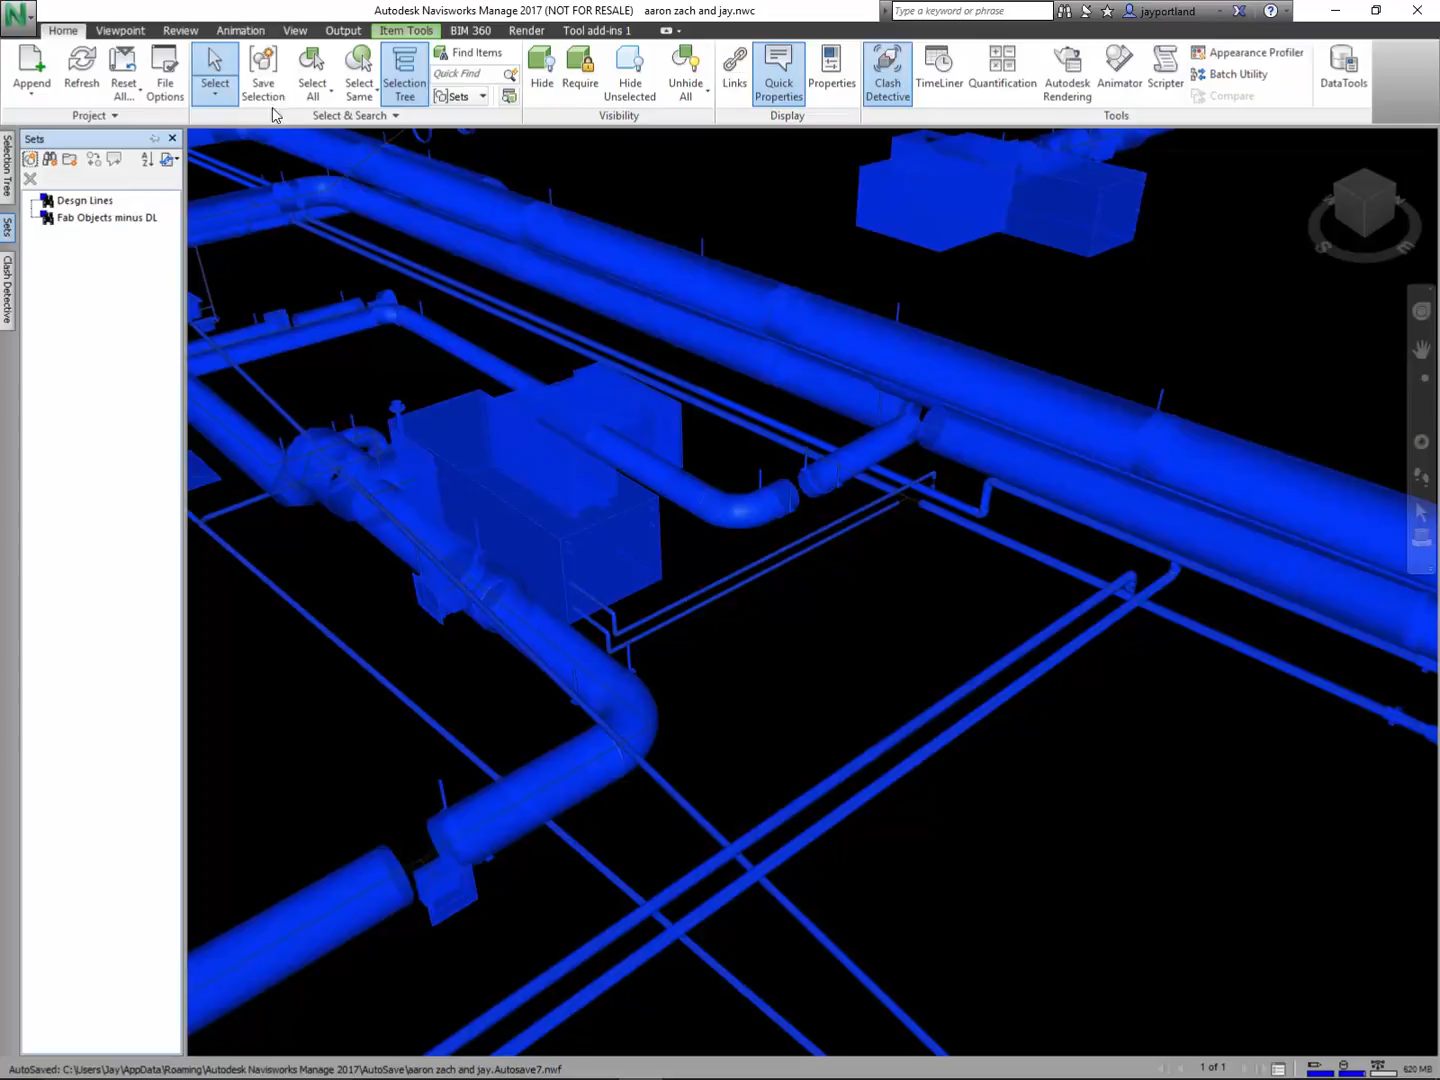 Autodesk Navisworks Manage 2017 (NOT FOR RESALE) aaron zach and jay.nwc
Type a keyword or phrase
jayportland
Home Viewpoint Review Animation View Output Item Tools BIM 360 Render Tool add-ins 1
Append
Refresh
Reset All...
File Options
Project
Select
Save Selection
Select All
Select Same
Selection Tree
Find Items
Quick Find
Sets
Select & Search
Hide
Require
Hide Unselected
Unhide All
Visibility
Links
Quick Properties
Properties
Display
Clash Detective
TimeLiner
Quantification
Autodesk Rendering
Animator
Scripter
Appearance Profiler
Batch Utility
Compare
DataTools
Tools
Sets
Selection Tree
Sets
Clash Detective
Desgn Lines
Fab Objects minus DL
S
E
AutoSaved: C:\Users\Jay\AppData\Roaming\Autodesk Navisworks Manage 2017\AutoSave\aaron zach and jay.Autosave7.nwf
1 of 1
620 MB